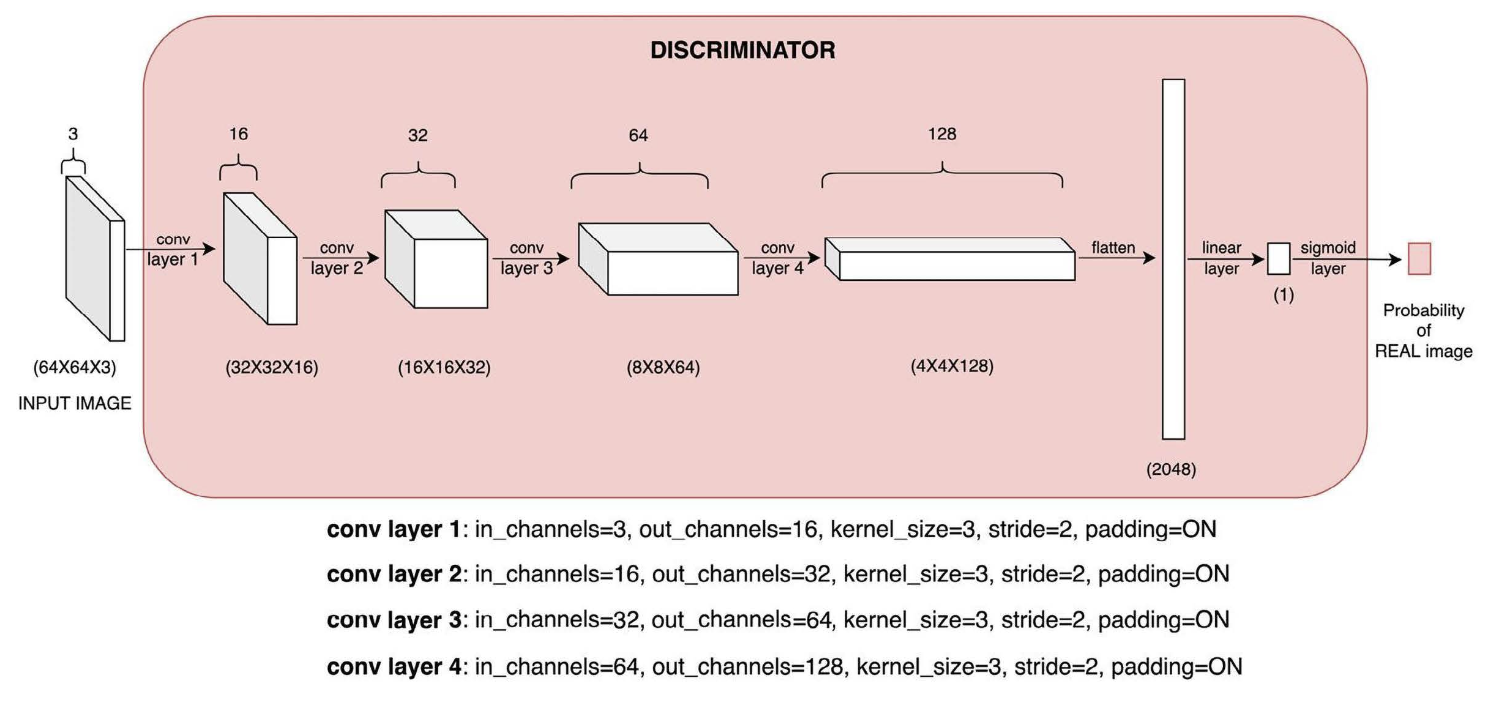 DISCRIMINATOR
3
16
32
64
128
conv
layer 1
conv
layer 2
conv
layer 3
conv
layer 4
flatten
linear
layer
sigmoid
layer
(1)
Probability
of
REAL image
(64X64X3)
(32X32X16)
(16X16X32)
(8X8X64)
(4X4X128)
INPUT IMAGE
(2048)
conv layer 1: in_channels=3, out_channels=16, kernel_size=3, stride=2, padding=ON
conv layer 2: in_channels=16, out_channels=32, kernel_size=3, stride=2, padding=ON
conv layer 3: in_channels=32, out_channels=64, kernel_size=3, stride=2, padding=ON
conv layer 4: in_channels=64, out_channels=128, kernel_size=3, stride=2, padding=ON